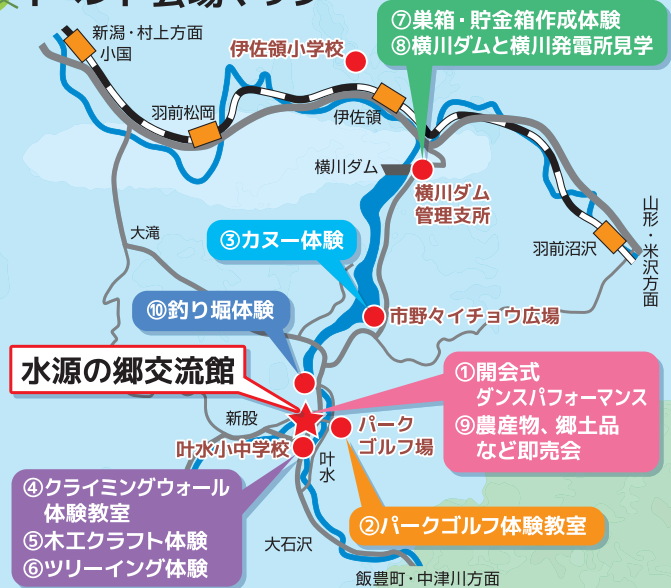 ⑦巣箱・貯金箱作成体験
⑧横川ダムと横川発電所見学
新潟・村上方面
小国
伊佐領小学校
羽前松岡
伊佐領
横川ダム
横川ダム
管理支所
山形・米沢方面
大滝
③カヌー体験
羽前沼沢
⑩釣り堀体験
市野々イチョウ広場
水源の郷交流館
①開会式
ダンスパフォーマンス
⑨農産物、郷土品
など即売会
新股
パーク
ゴルフ場
叶水小中学校
叶水
④クライミングウォール
体験教室
⑤木工クラフト体験
⑥ツリーイング体験
②パークゴルフ体験教室
大石沢
飯豊町・中津川方面